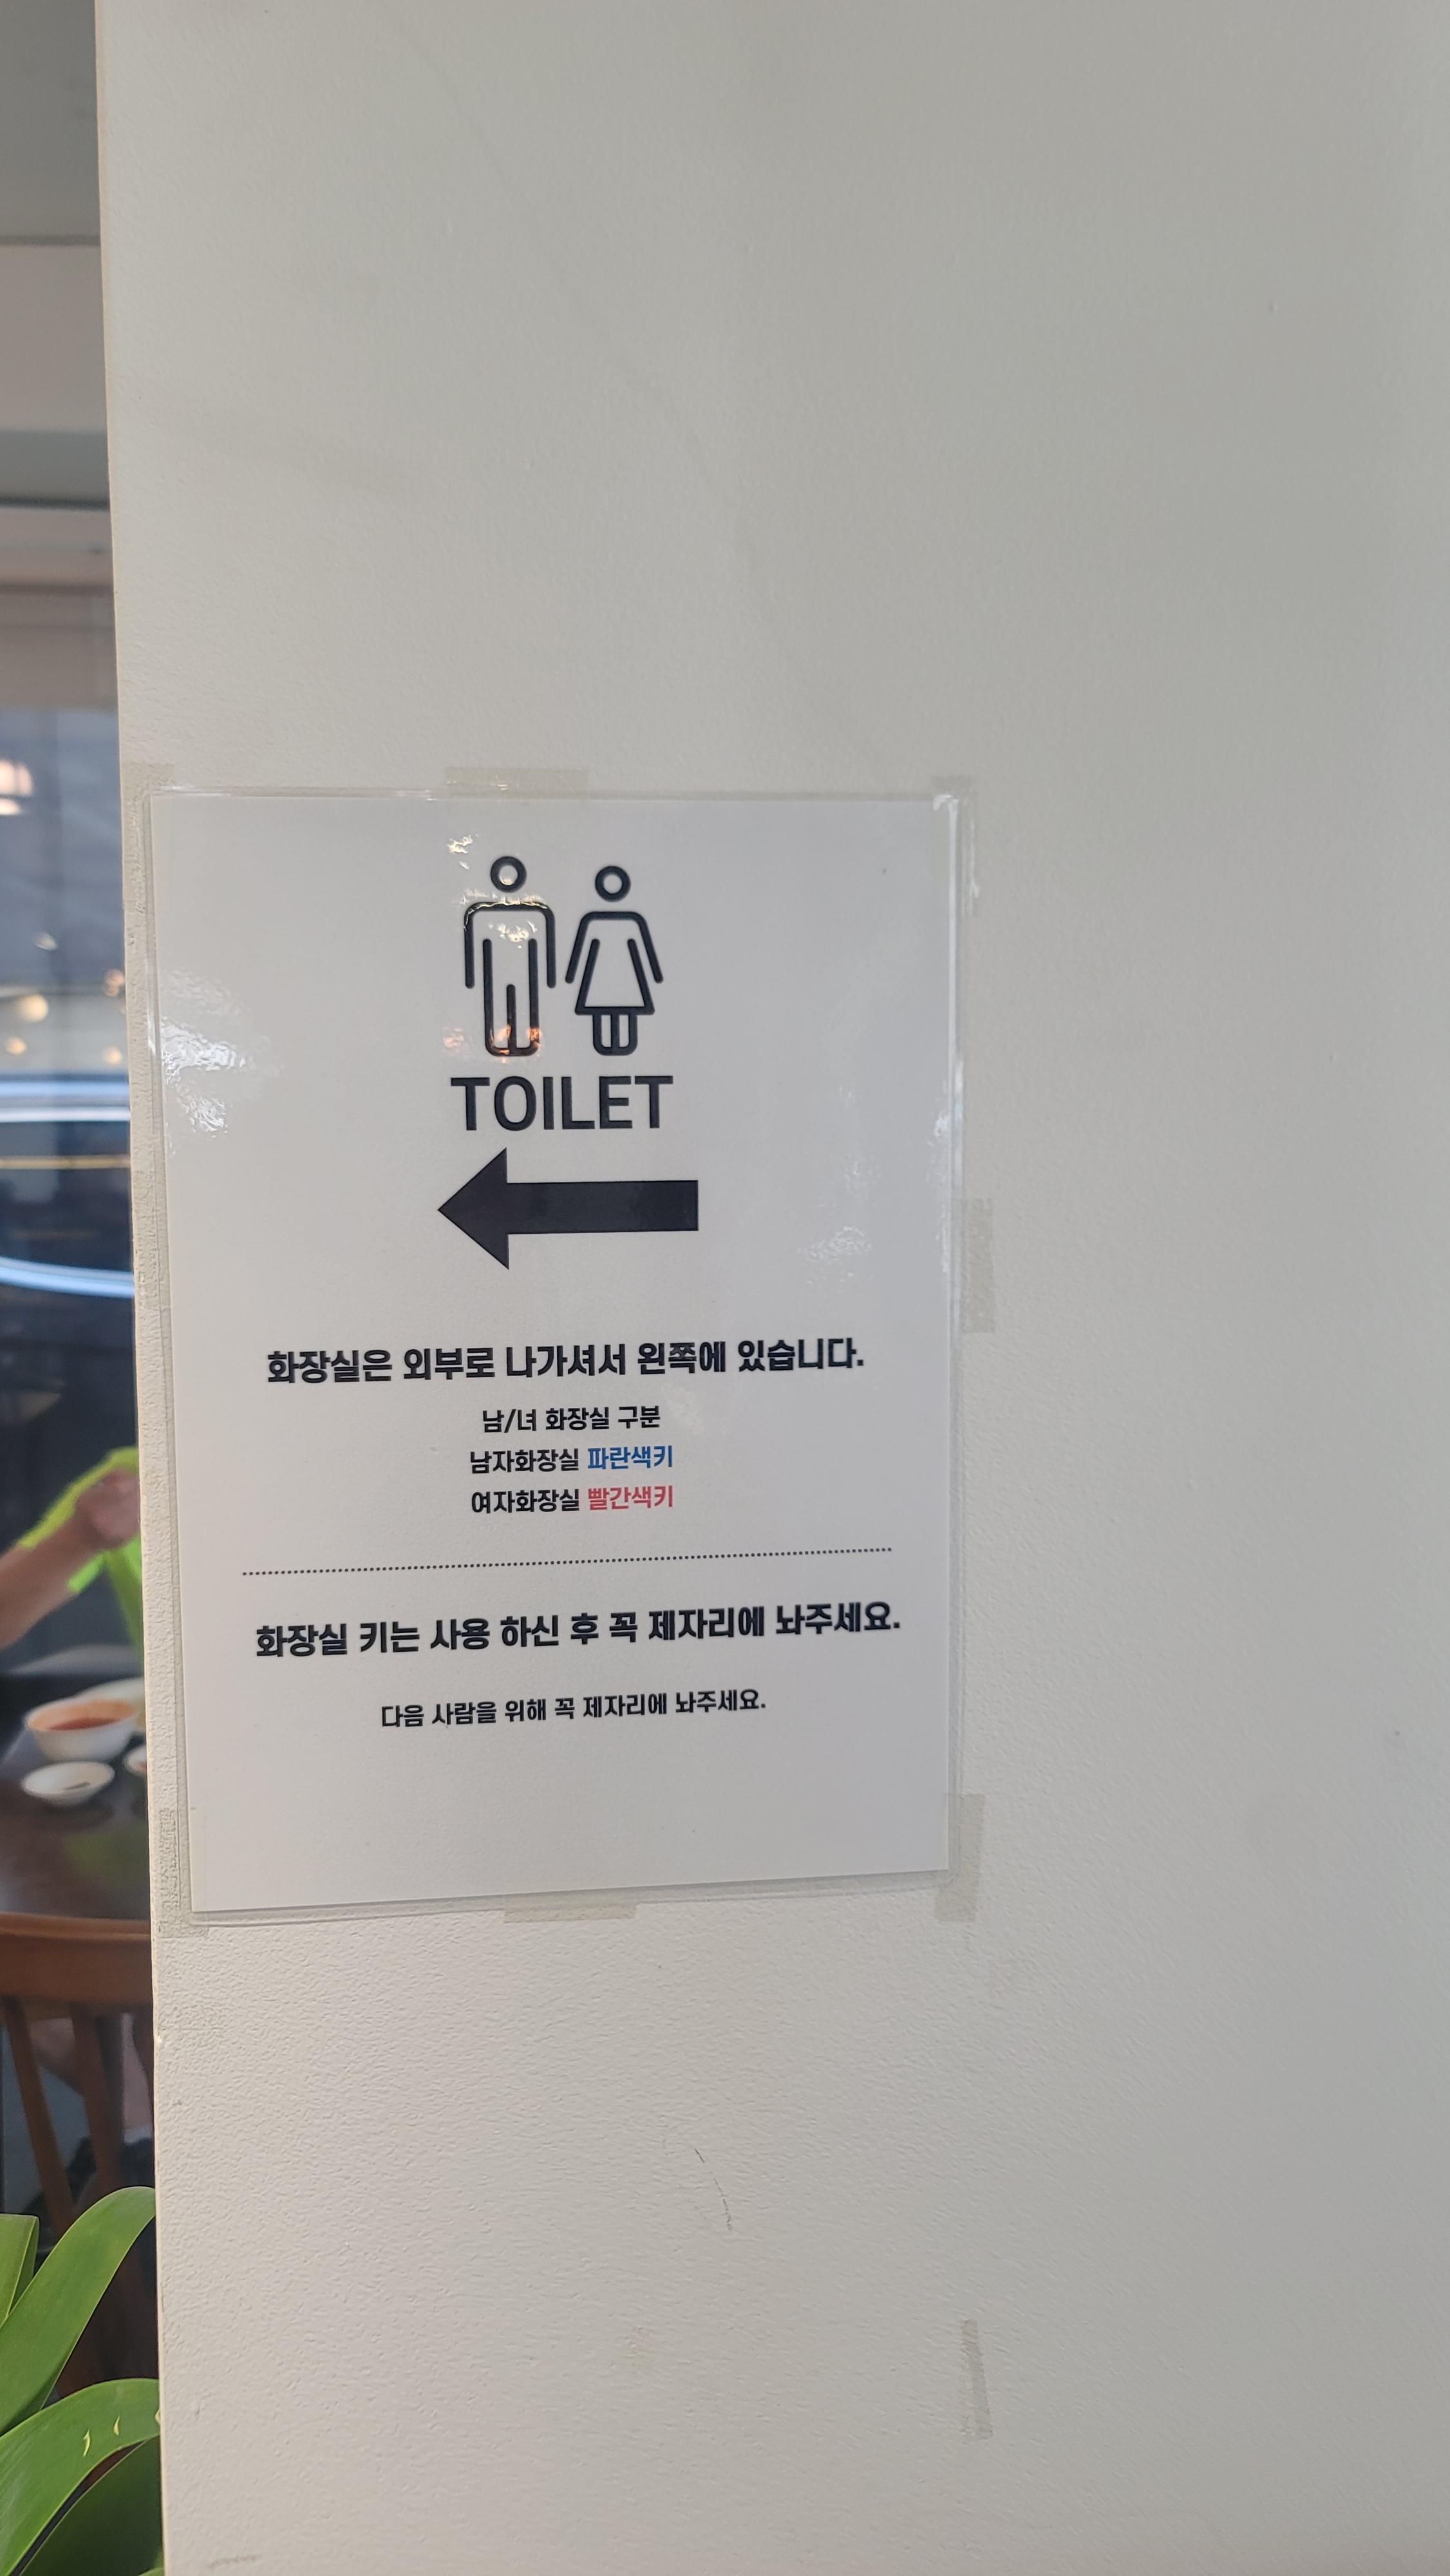 TOILET
화장실은 외부로 나가셔서 왼쪽에 있습니다.
남/녀 화장실 구분
남자화장실 파란색키
여자화장실 빨간색키
화장실 키는 사용 하신 후 꼭 제자리에 놔주세요.
다음 사람을 위해 꼭 제자리에 놔주세요.